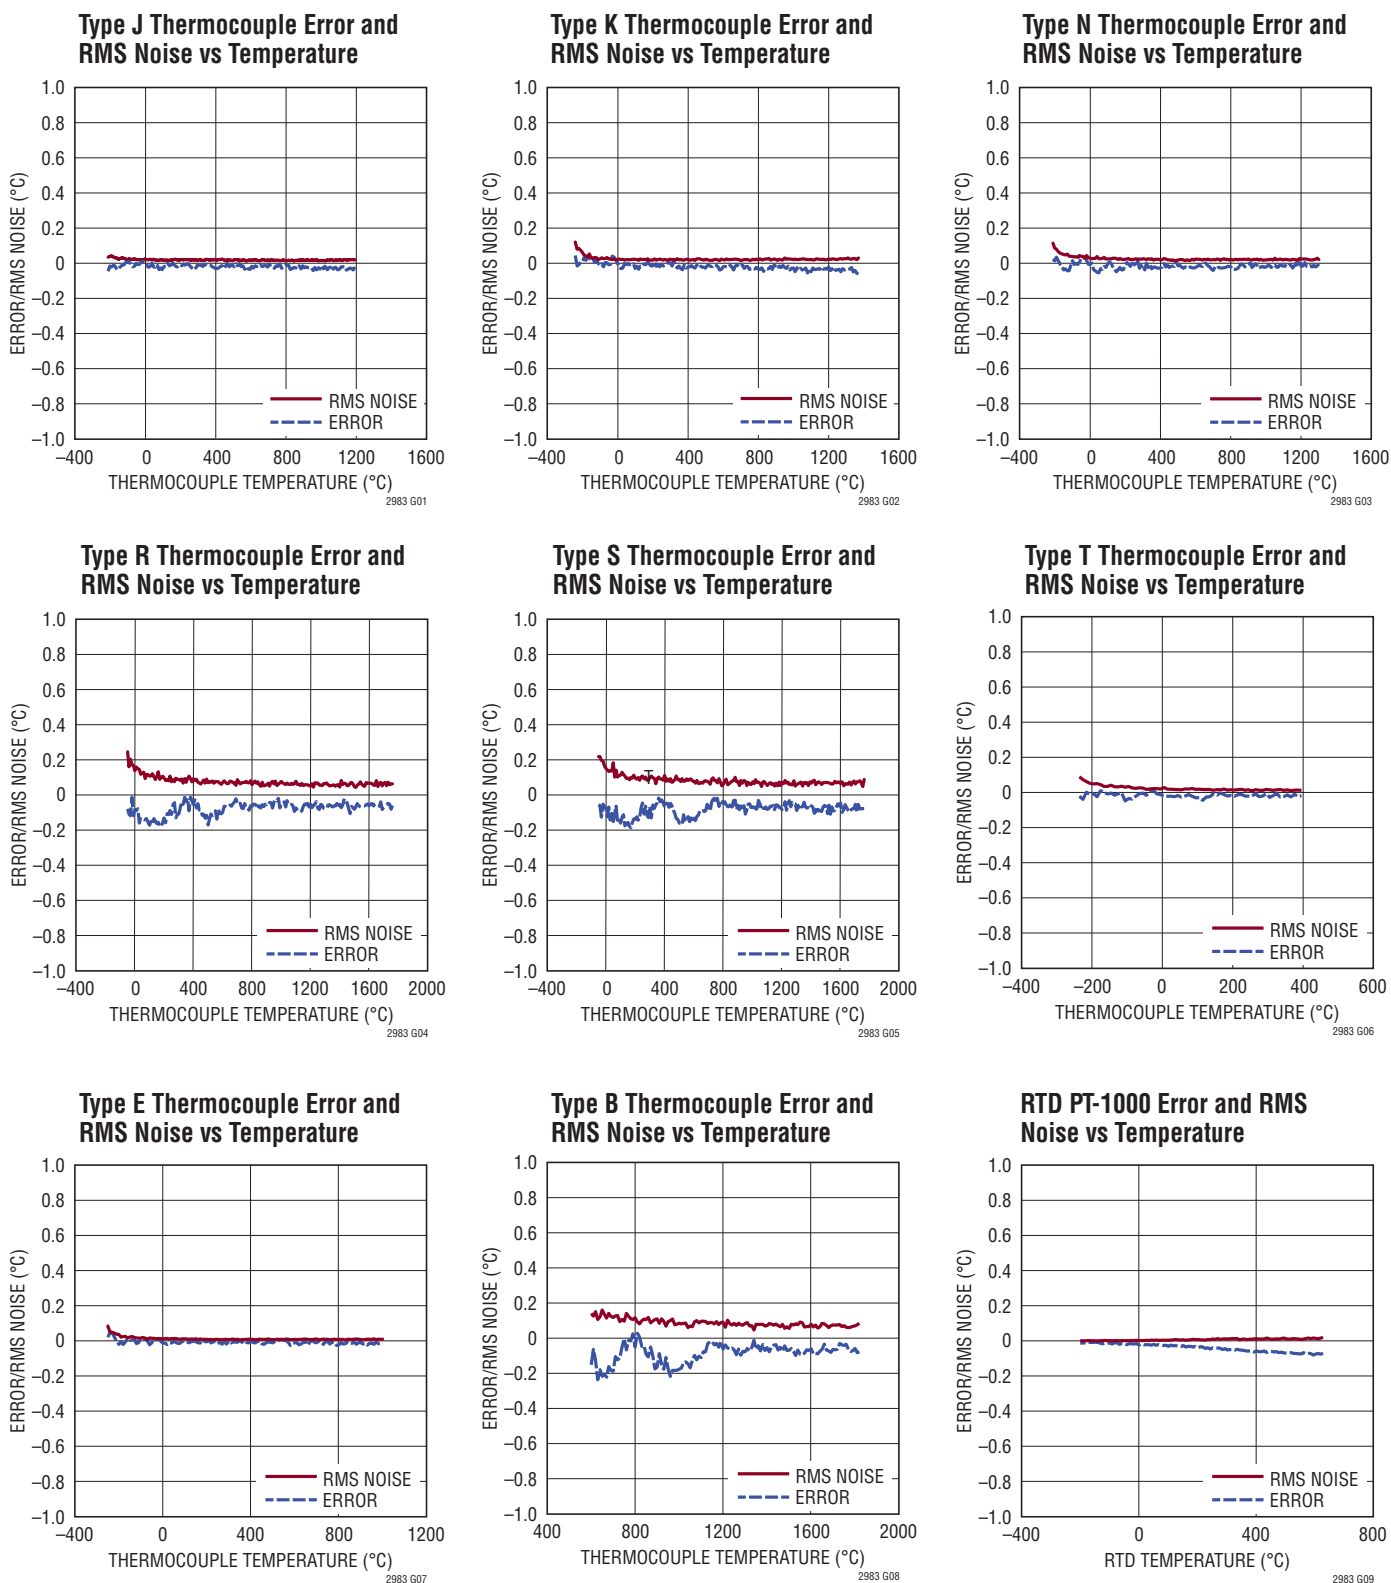 Type J Thermocouple Error and
RMS Noise vs Temperature
1.0
0.8
0.6
0.4
0.2
0
–0.2
–0.4
–0.6
–0.8
–1.0
ERROR/RMS NOISE (°C)
RMS NOISE
ERROR
–400
0
400
800
1200
1600
THERMOCOUPLE TEMPERATURE (°C)
2983 G01
Type K Thermocouple Error and
RMS Noise vs Temperature
1.0
0.8
0.6
0.4
0.2
0
–0.2
–0.4
–0.6
–0.8
–1.0
ERROR/RMS NOISE (°C)
RMS NOISE
ERROR
–400
0
400
800
1200
1600
THERMOCOUPLE TEMPERATURE (°C)
2983 G02
Type N Thermocouple Error and
RMS Noise vs Temperature
1.0
0.8
0.6
0.4
0.2
0
–0.2
–0.4
–0.6
–0.8
–1.0
ERROR/RMS NOISE (°C)
RMS NOISE
ERROR
–400
0
400
800
1200
1600
THERMOCOUPLE TEMPERATURE (°C)
2983 G03
Type R Thermocouple Error and
RMS Noise vs Temperature
1.0
0.8
0.6
0.4
0.2
0
–0.2
–0.4
–0.6
–0.8
–1.0
ERROR/RMS NOISE (°C)
RMS NOISE
ERROR
–400
0
400
800
1200
1600
2000
THERMOCOUPLE TEMPERATURE (°C)
2983 G04
Type S Thermocouple Error and
RMS Noise vs Temperature
1.0
0.8
0.6
0.4
0.2
0
–0.2
–0.4
–0.6
–0.8
–1.0
ERROR/RMS NOISE (°C)
T
RMS NOISE
ERROR
–400
0
400
800
1200
1600
2000
THERMOCOUPLE TEMPERATURE (°C)
2983 G05
Type T Thermocouple Error and
RMS Noise vs Temperature
1.0
0.8
0.6
0.4
0.2
0
–0.2
–0.4
–0.6
–0.8
–1.0
ERROR/RMS NOISE (°C)
RMS NOISE
ERROR
–400
–200
0
200
400
600
THERMOCOUPLE TEMPERATURE (°C)
2983 G06
Type E Thermocouple Error and
RMS Noise vs Temperature
1.0
0.8
0.6
0.4
0.2
0
–0.2
–0.4
–0.6
–0.8
–1.0
ERROR/RMS NOISE (°C)
RMS NOISE
ERROR
–400
0
400
800
1200
THERMOCOUPLE TEMPERATURE (°C)
2983 G07
Type B Thermocouple Error and
RMS Noise vs Temperature
1.0
0.8
0.6
0.4
0.2
0
–0.2
–0.4
–0.6
–0.8
–1.0
ERROR/RMS NOISE (°C)
RMS NOISE
ERROR
400
800
1200
1600
2000
THERMOCOUPLE TEMPERATURE (°C)
2983 G08
RTD PT-1000 Error and RMS
Noise vs Temperature
1.0
0.8
0.6
0.4
0.2
0
–0.2
–0.4
–0.6
–0.8
–1.0
ERROR/RMS NOISE (°C)
RMS NOISE
ERROR
–400
0
400
800
RTD TEMPERATURE (°C)
2983 G09